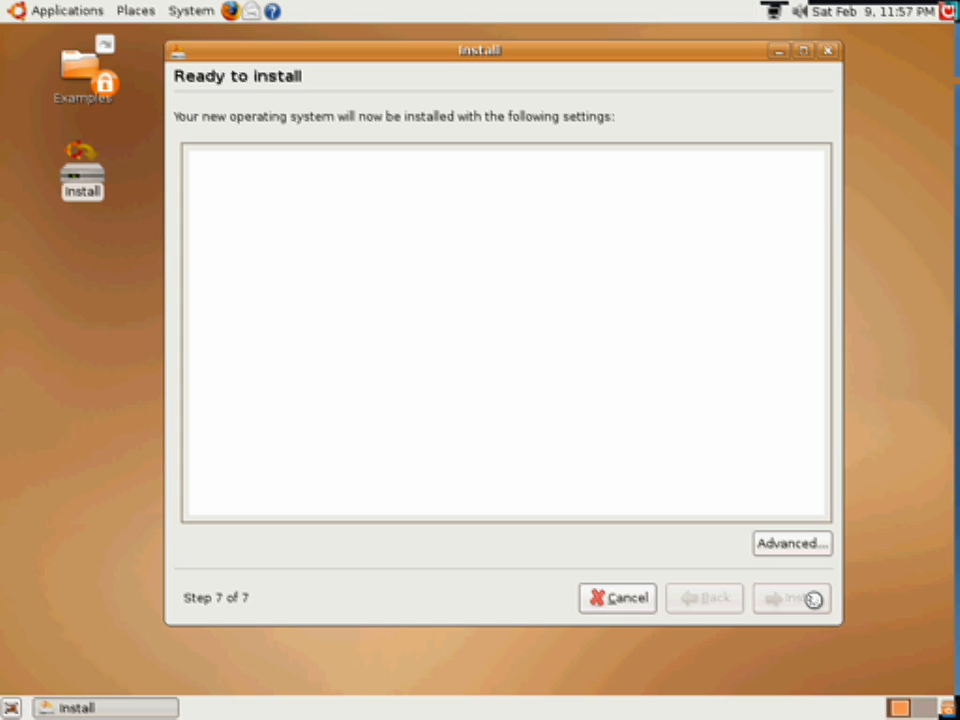 Applications Places System
Sat Feb 9, 11:57 PM
Examples
Install
Install
Ready to install
Your new operating system will now be installed with the following settings:
Advanced...
Step 7 of 7
Cancel
Back
Install